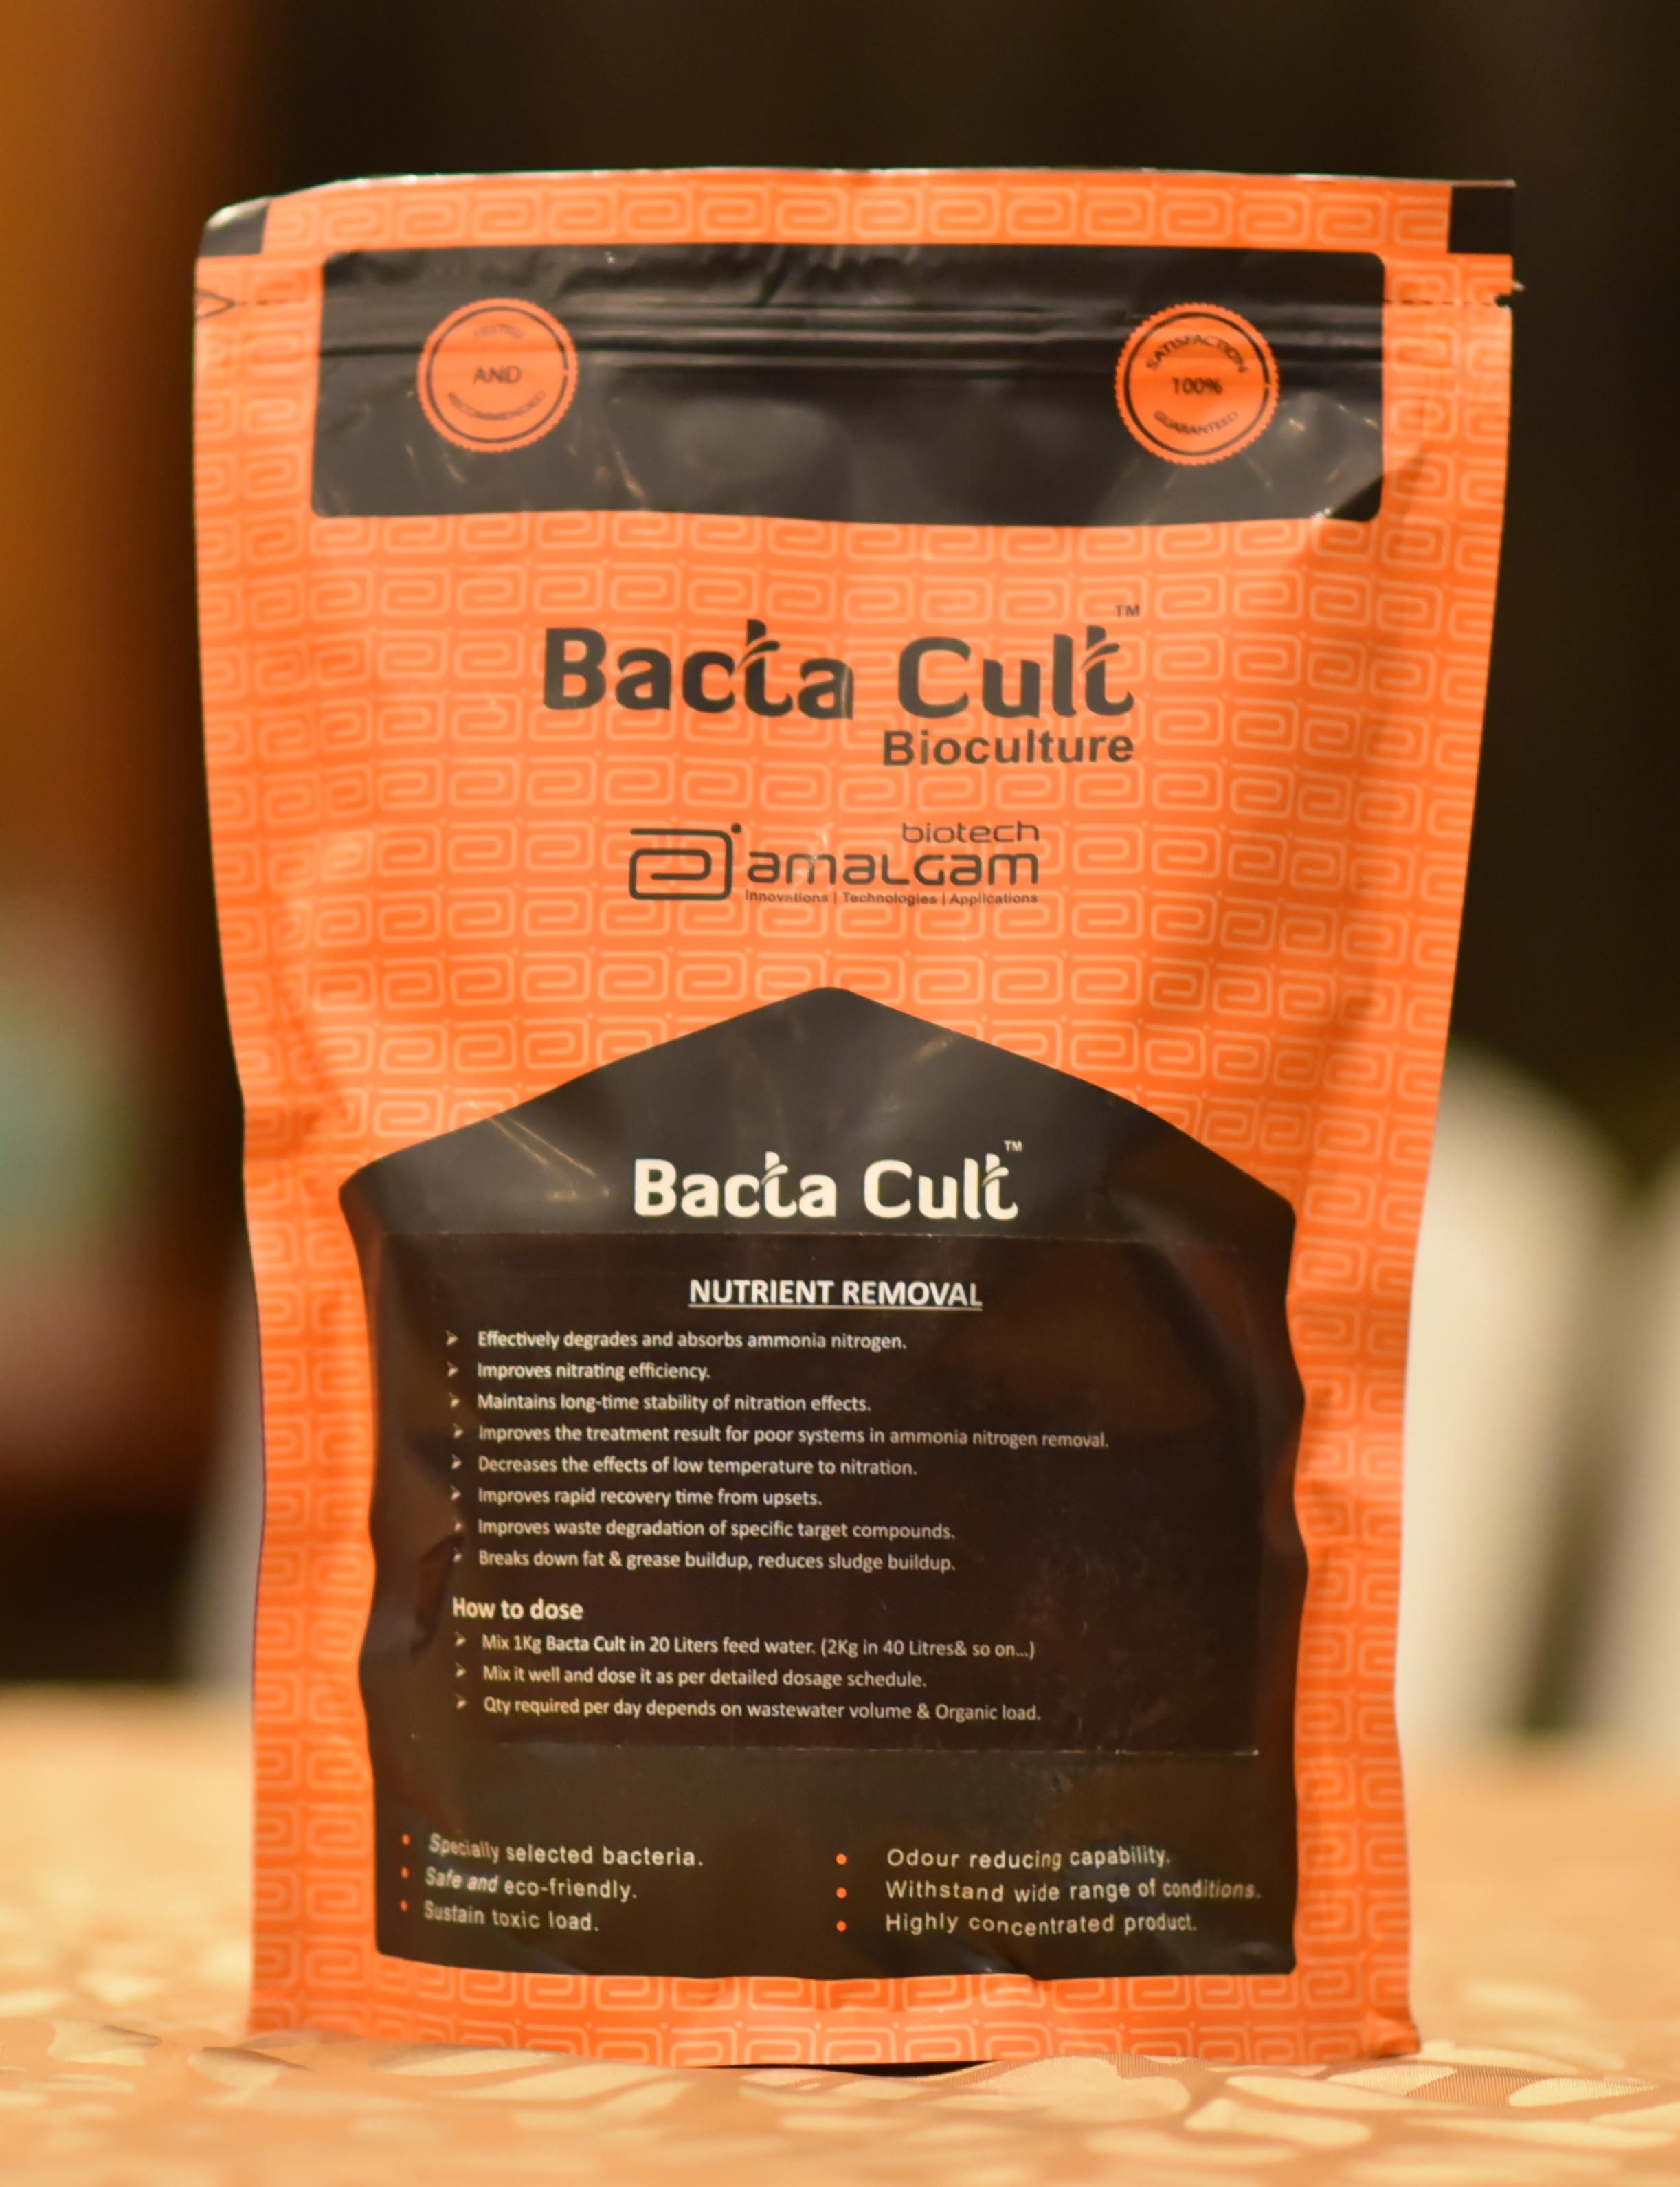 TESTED
AND
RECOMMENDED
SATISFACTION
100%
GUARANTEED
Bacta Cult™
Bioculture
biotech
amalgam
Innovations | Technologies | Applications
Bacta Cult™
NUTRIENT REMOVAL
➢ Effectively degrades and absorbs ammonia nitrogen.
➢ Improves nitrating efficiency.
➢ Maintains long-time stability of nitration effects.
➢ Improves the treatment result for poor systems in ammonia nitrogen removal.
➢ Decreases the effects of low temperature to nitration.
➢ Improves rapid recovery time from upsets.
➢ Improves waste degradation of specific target compounds.
➢ Breaks down fat & grease buildup, reduces sludge buildup.
How to dose
➢ Mix 1Kg Bacta Cult in 20 Liters feed water. (2Kg in 40 Litres& so on...)
➢ Mix it well and dose it as per detailed dosage schedule.
➢ Qty required per day depends on wastewater volume & Organic load.
• Specially selected bacteria.
• Safe and eco-friendly.
• Sustain toxic load.
• Odour reducing capability.
• Withstand wide range of conditions.
• Highly concentrated product.